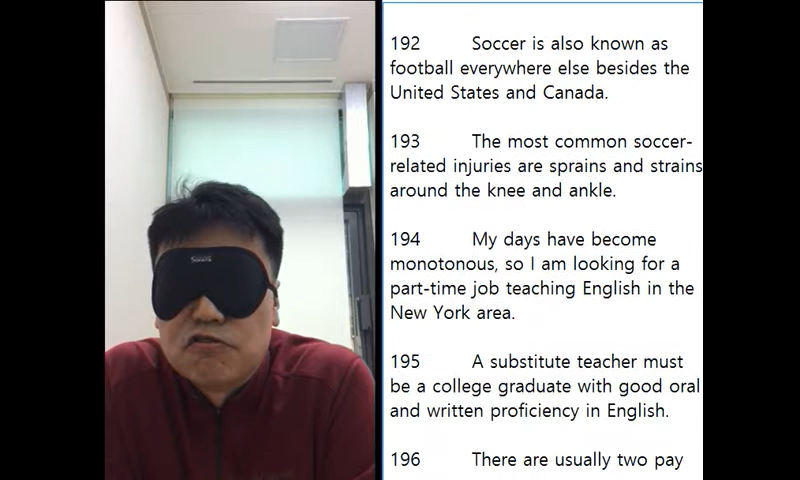 192 Soccer is also known as
football everywhere else besides the
United States and Canada.
193 The most common soccer-
related injuries are sprains and strains
around the knee and ankle.
194 My days have become
monotonous, so I am looking for a
part-time job teaching English in the
New York area.
195 A substitute teacher must
be a college graduate with good oral
and written proficiency in English.
196 There are usually two pay